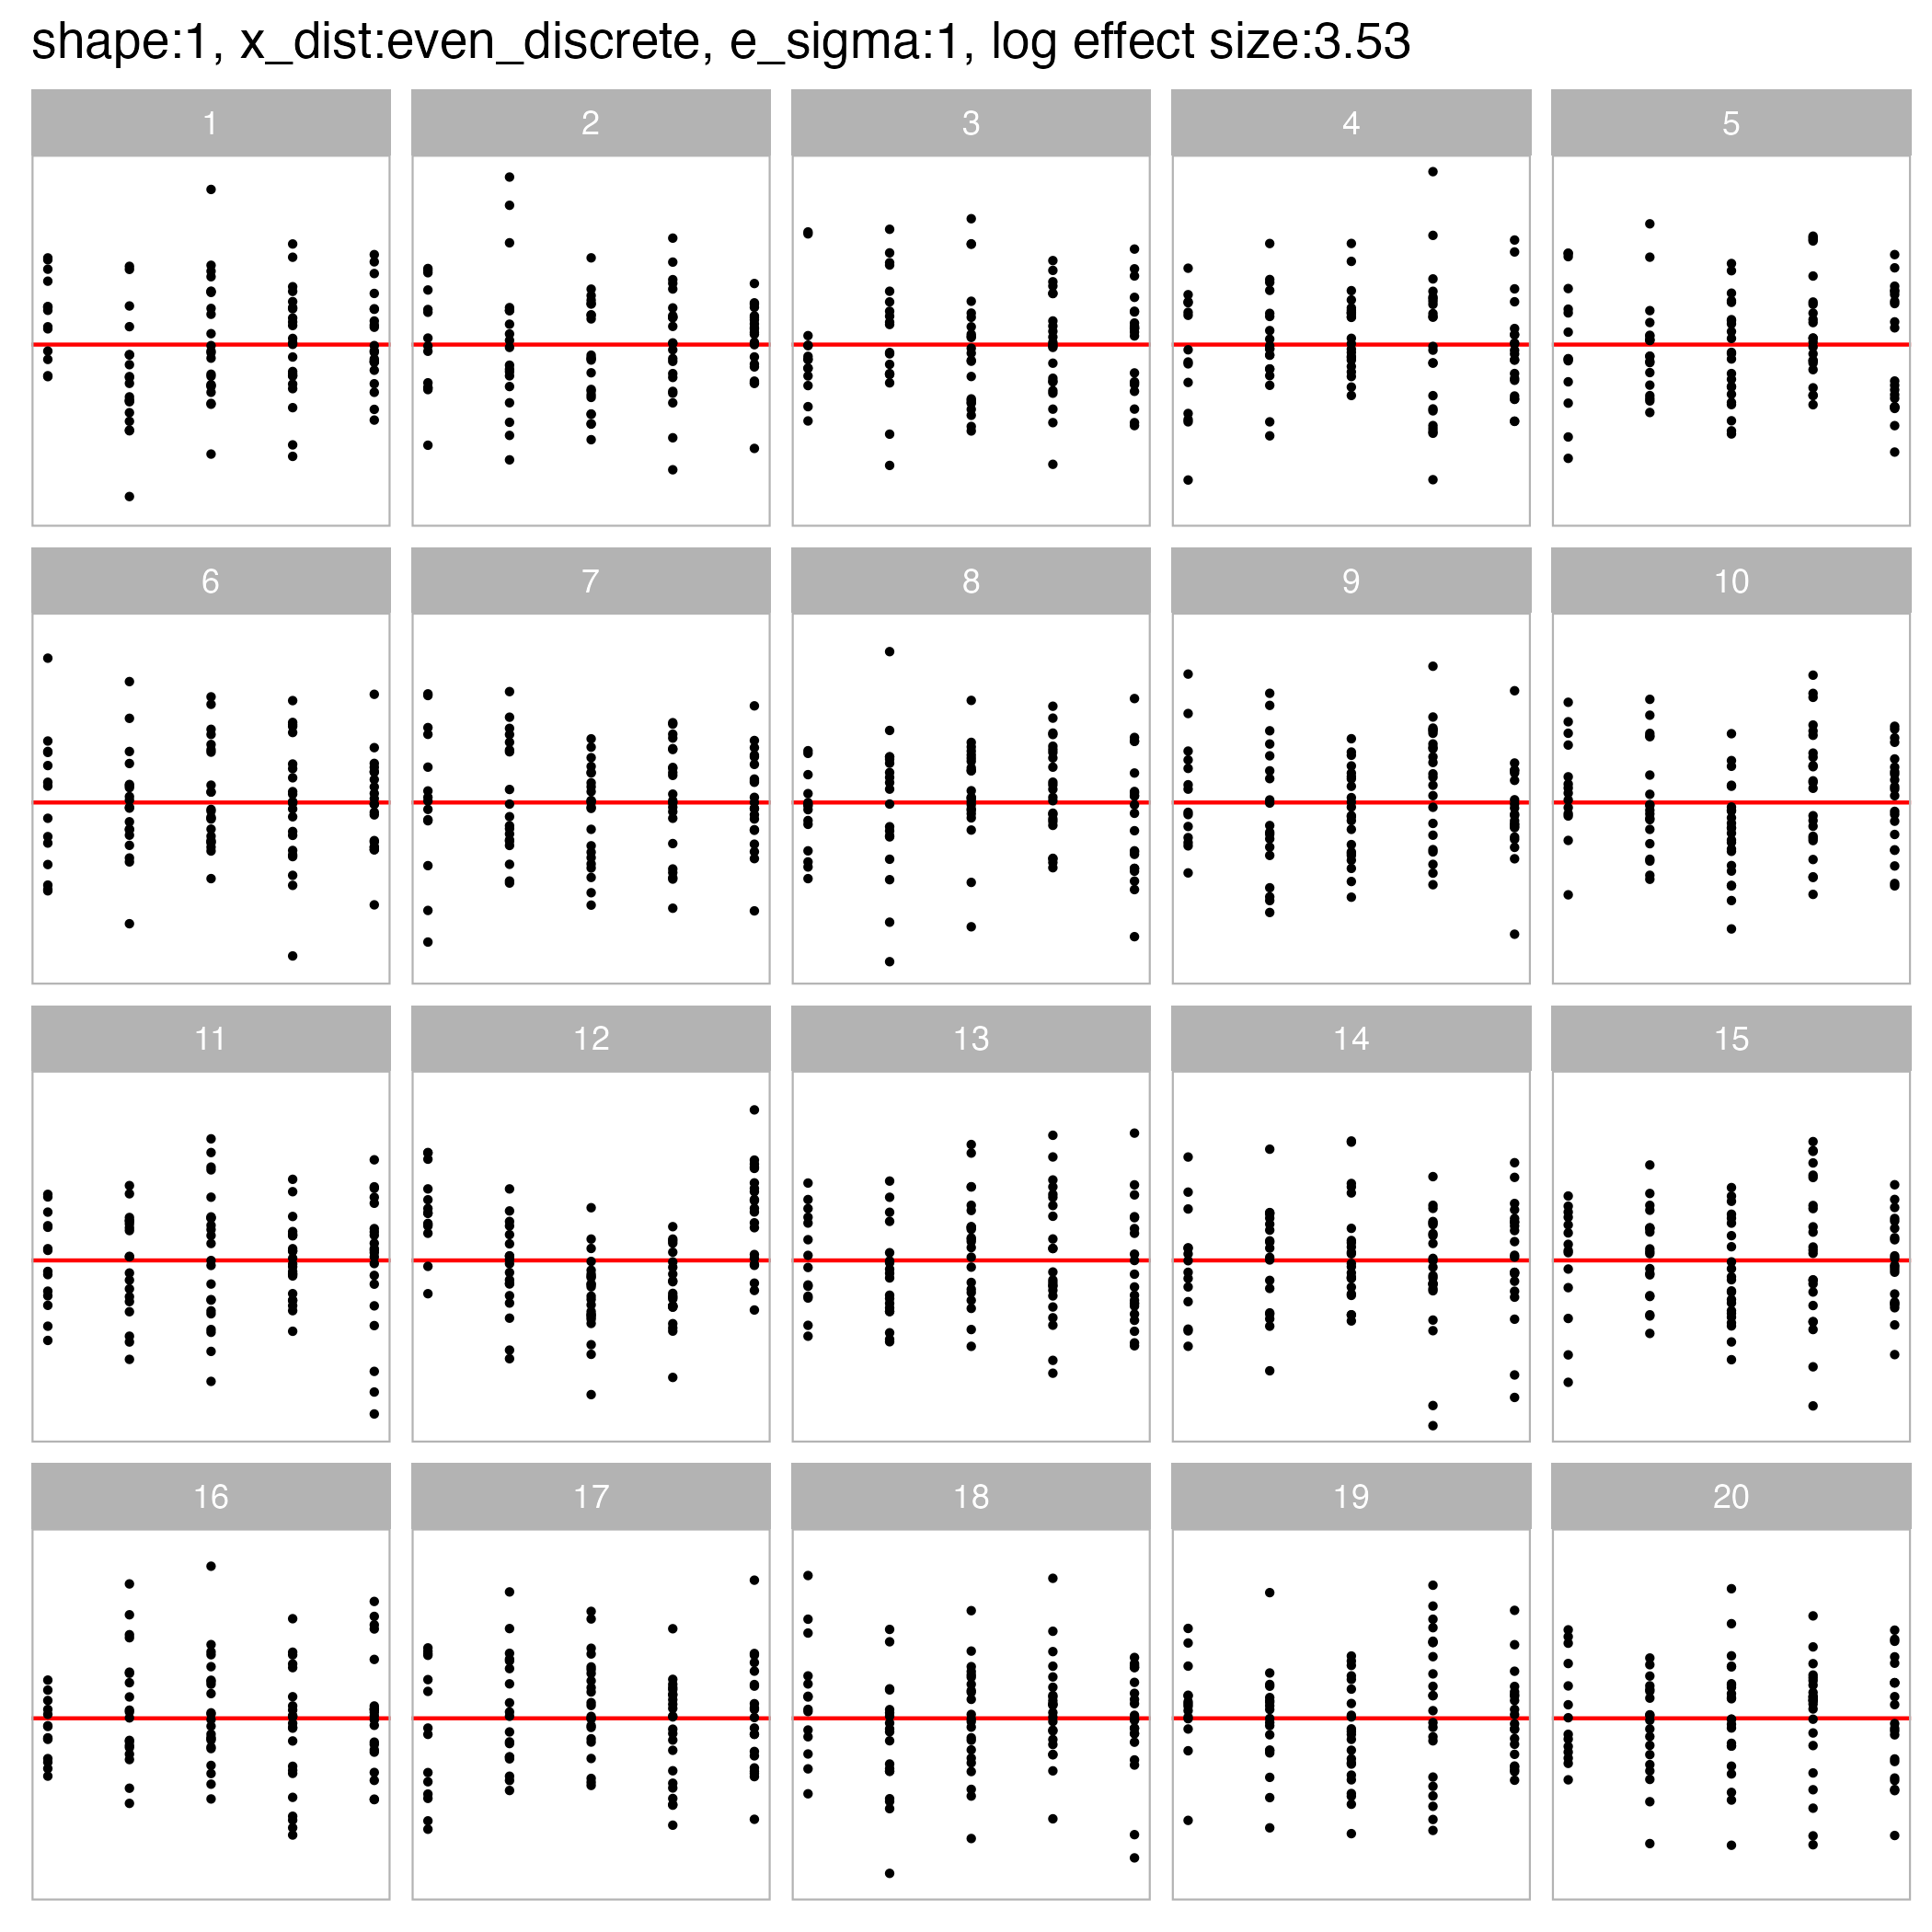 shape:1, x_dist:even_discrete, e_sigma:1, log effect size:3.53
1 2 3 4 5
6 7 8 9 10
11 12 13 14 15
16 17 18 19 20